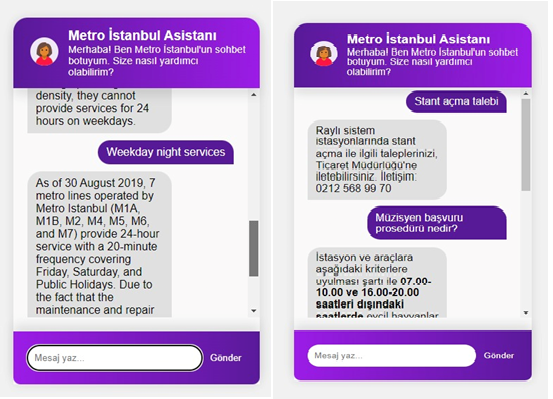 Metro İstanbul Asistanı
Merhaba! Ben Metro İstanbul'un sohbet
botuyum. Size nasıl yardımcı
olabilirim?
density, they cannot
provide services for 24
hours on weekdays.
Weekday night services
As of 30 August 2019, 7
metro lines operated by
Metro Istanbul (M1A,
M1B, M2, M4, M5, M6,
and M7) provide 24-hour
service with a 20-minute
frequency covering
Friday, Saturday, and
Public Holidays. Due to
the fact that the
maintenance and repair
Mesaj yaz...
Gönder
Metro İstanbul Asistanı
Merhaba! Ben Metro İstanbul'un sohbet
botuyum. Size nasıl yardımcı
olabilirim?
Stant açma talebi
Raylı sistem
istasyonlarında stant
açma ile ilgili taleplerinizi,
Ticaret Müdürlüğü'ne
iletebilirsiniz. İletişim:
0212 568 99 70
Müzisyen başvuru
prosedürü nedir?
İstasyon ve araçlara
aşağıdaki kriterlere
uyulması şartı ile 07.00-
10.00 ve 16.00-20.00
saatleri dışındaki
saatlerde evcil hayvanlar
Mesaj yaz...
Gönder